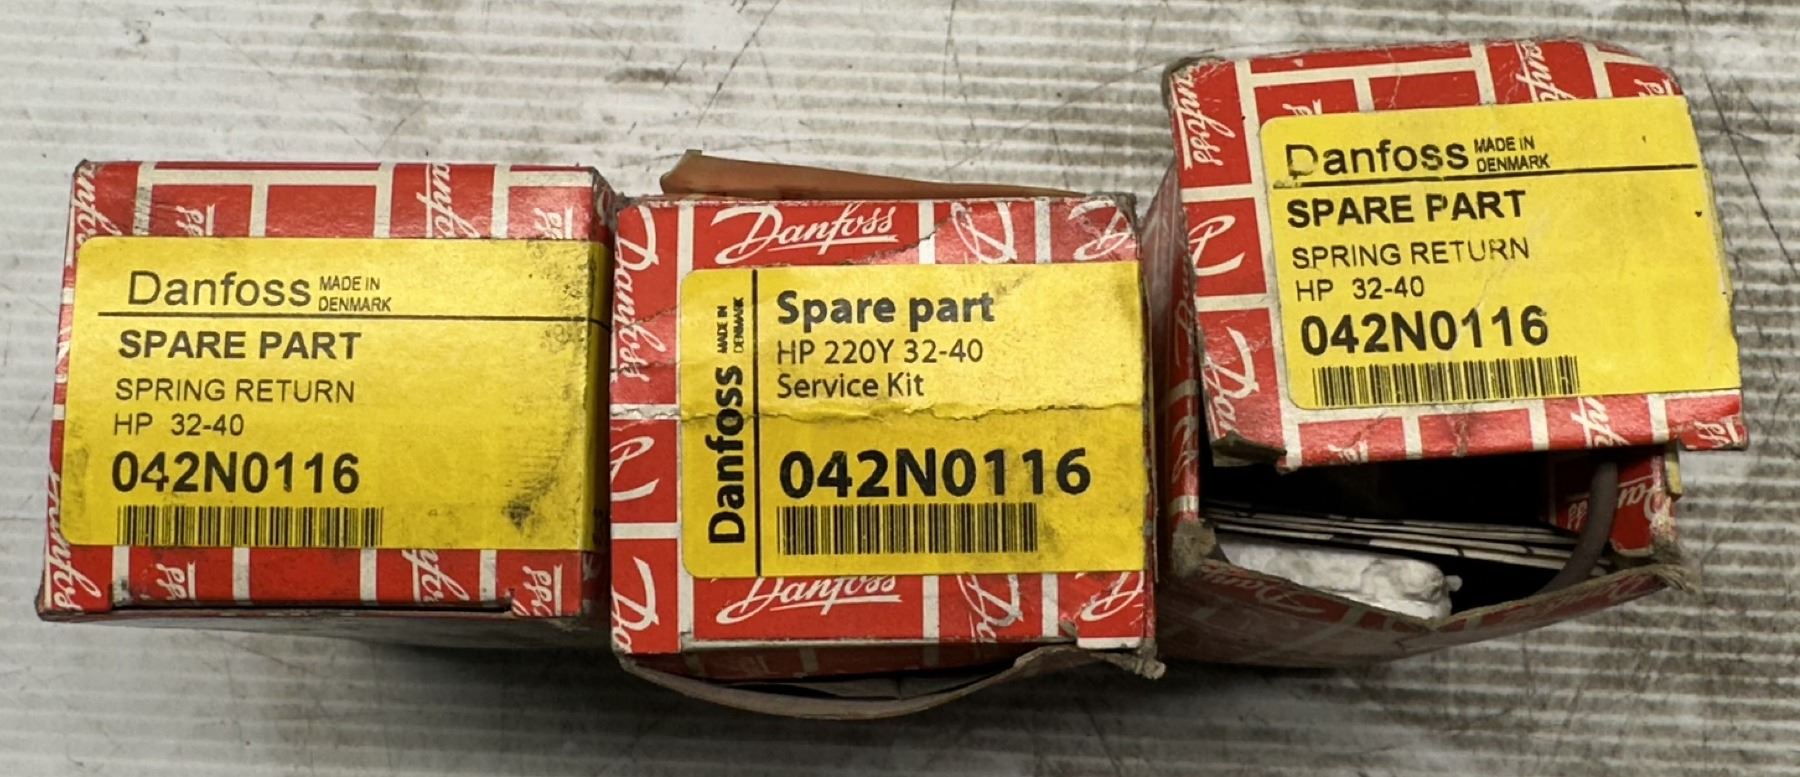 Danfoss MADE IN DENMARK
SPARE PART
SPRING RETURN
HP 32-40
042N0116
Danfoss
Danfoss
Danfoss MADE IN DENMARK
Spare part
HP 220Y 32-40
Service Kit
042N0116
Danfoss
Danfoss MADE IN DENMARK
SPARE PART
SPRING RETURN
HP 32-40
042N0116